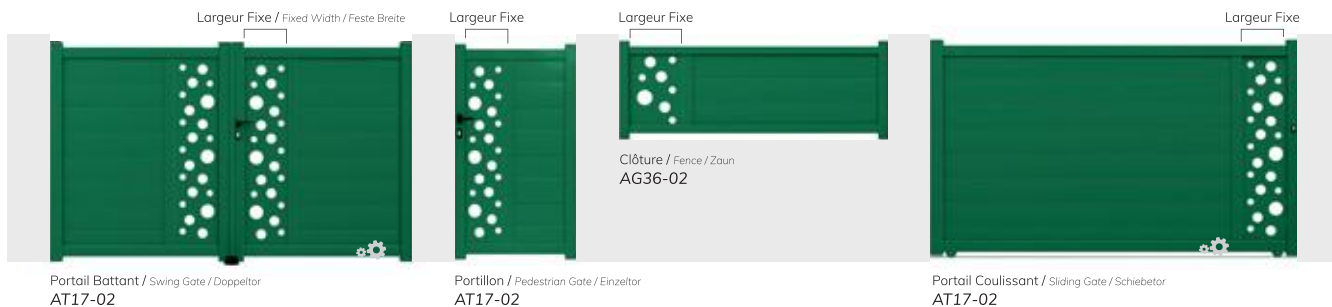 Largeur Fixe / Fixed Width / Feste Breite
Largeur Fixe
Largeur Fixe
Largeur Fixe
Clôture / Fence / Zaun
AG36-02
Portail Battant / Swing Gate / Doppeltor
AT17-02
Portillon / Pedestrian Gate / Einzeltor
AT17-02
Portail Coulissant / Sliding Gate / Schiebetor
AT17-02